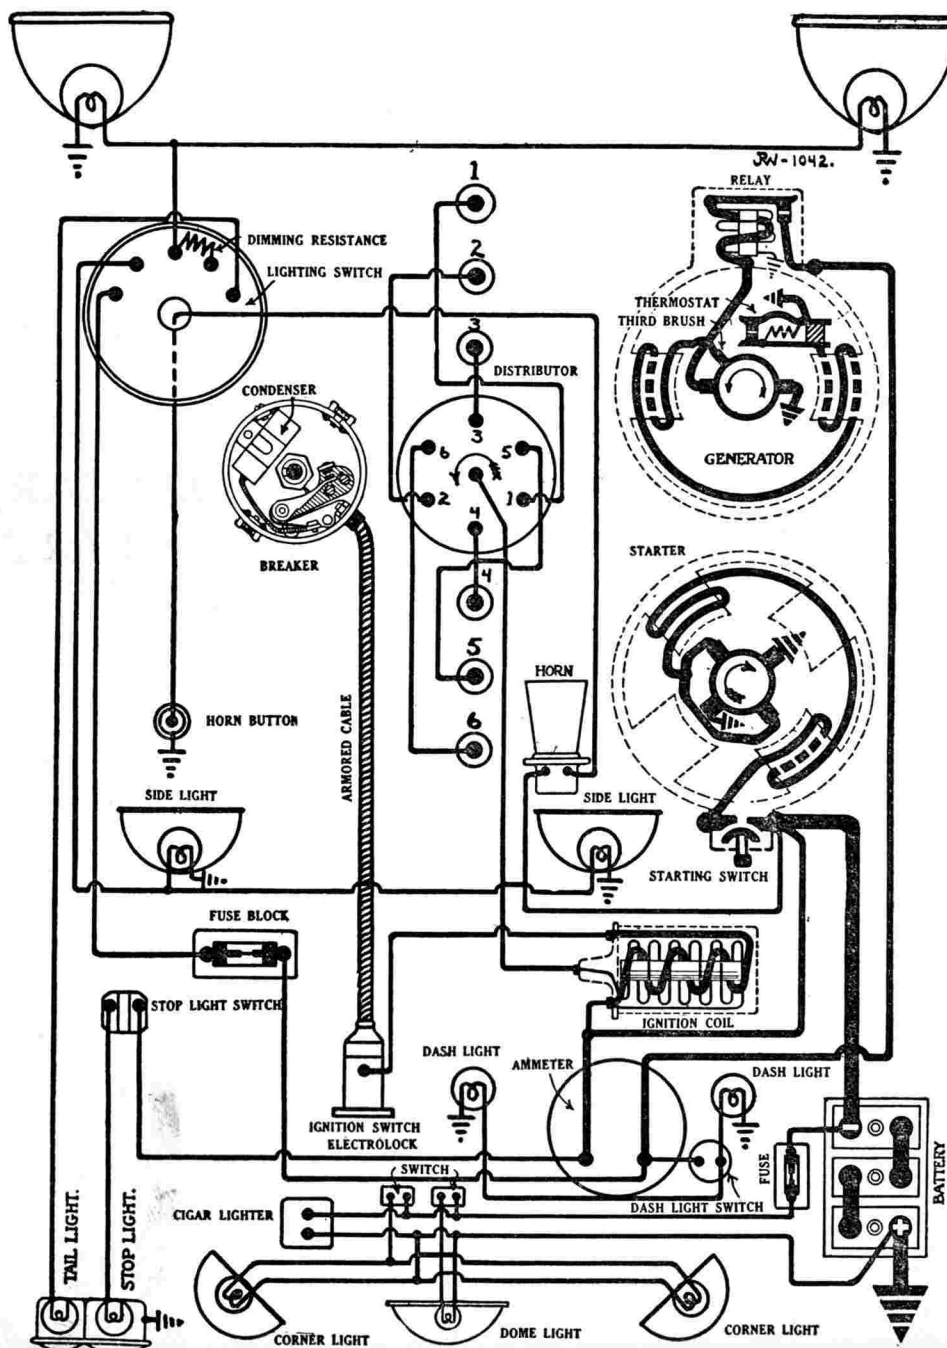 JRW-1042.
RELAY
1
DIMMING RESISTANCE
2
LIGHTING SWITCH
THERMOSTAT
THIRD BRUSH
3
DISTRIBUTOR
CONDENSER
3
6
5
GENERATOR
2
1
4
BREAKER
STARTER
4
5
HORN
HORN BUTTON
6
ARMORED CABLE
SIDE LIGHT
SIDE LIGHT
STARTING SWITCH
FUSE BLOCK
STOP LIGHT SWITCH
IGNITION COIL
DASH LIGHT
AMMETER
DASH LIGHT
IGNITION SWITCH
ELECTROLOCK
FUSE
BATTERY
SWITCH
DASH LIGHT SWITCH
TAIL LIGHT.
STOP LIGHT.
CIGAR LIGHTER
- +
CORNER LIGHT
DOME LIGHT
CORNER LIGHT